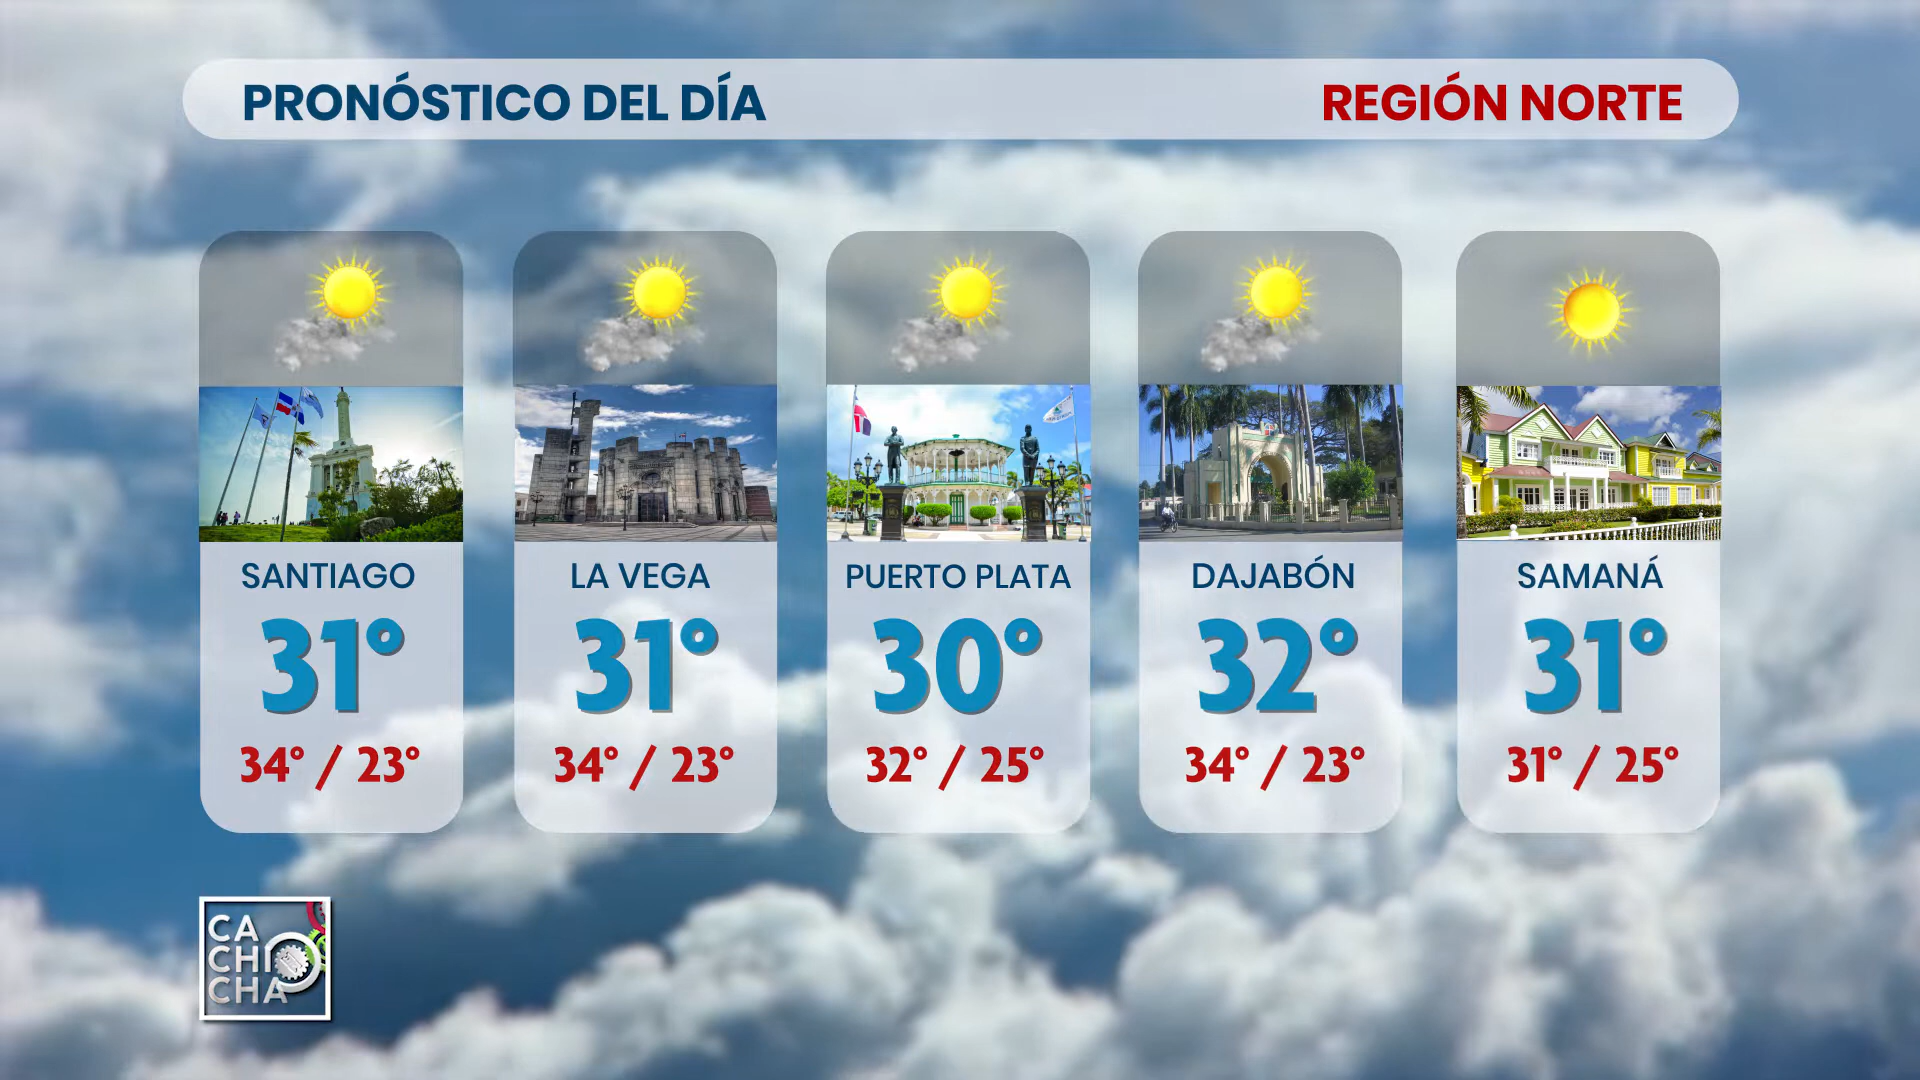 PRONÓSTICO DEL DÍA
REGIÓN NORTE
SANTIAGO
31°
34° / 23°
LA VEGA
31°
34° / 23°
PUERTO PLATA
30°
32° / 25°
DAJABÓN
32°
34° / 23°
SAMANÁ
31°
31° / 25°
CA
CHI
CHA